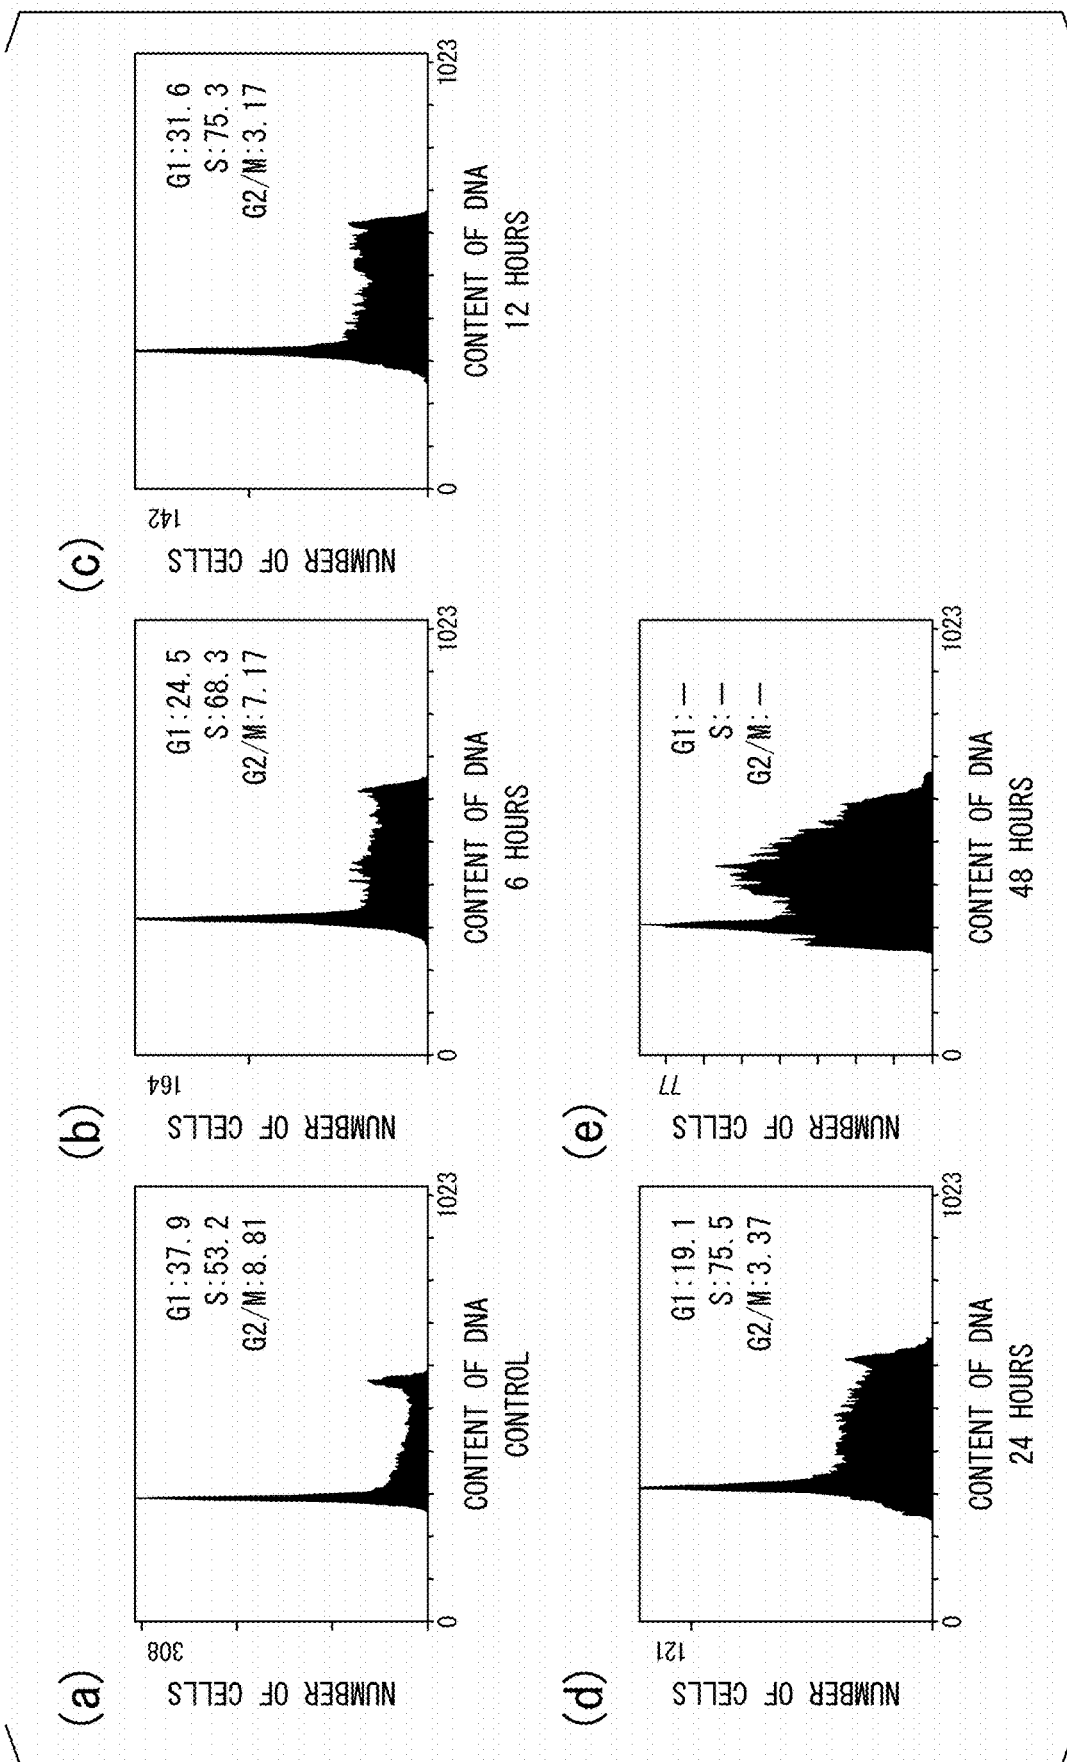 (a)
308
NUMBER OF CELLS
G1:37.9
S:53.2
G2/M:8.81
0
1023
CONTENT OF DNA
CONTROL
(b)
164
NUMBER OF CELLS
G1:24.5
S:68.3
G2/M:7.17
0
1023
CONTENT OF DNA
6 HOURS
(c)
142
NUMBER OF CELLS
G1:31.6
S:75.3
G2/M:3.17
0
1023
CONTENT OF DNA
12 HOURS
(d)
121
NUMBER OF CELLS
G1:19.1
S:75.5
G2/M:3.37
0
1023
CONTENT OF DNA
24 HOURS
(e)
77
NUMBER OF CELLS
G1:—
S:—
G2/M:—
0
1023
CONTENT OF DNA
48 HOURS